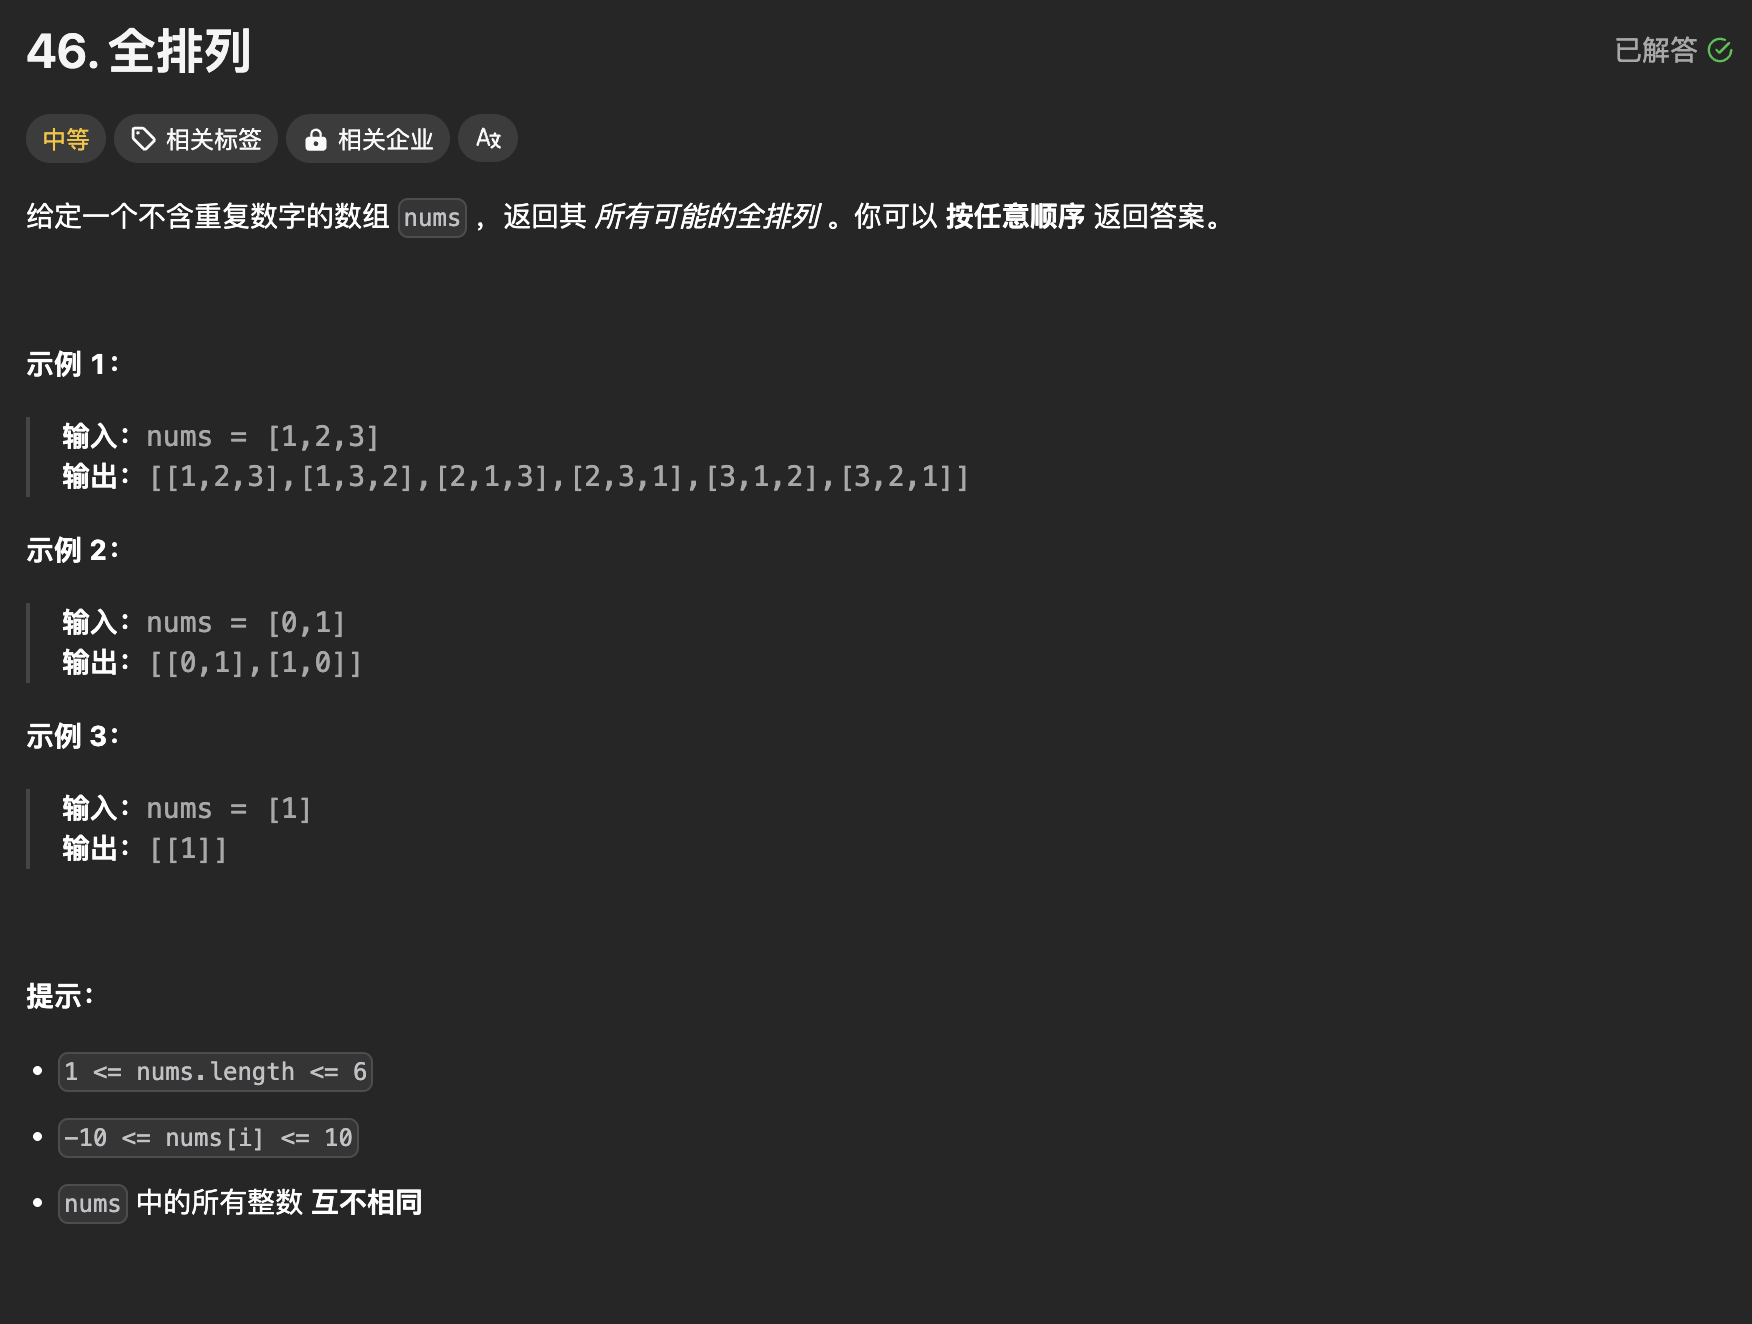 46. 全排列
已解答
中等 相关标签 相关企业
给定一个不含重复数字的数组 nums ，返回其 所有可能的全排列 。你可以 按任意顺序 返回答案。
示例 1：
输入：nums = [1,2,3]
输出：[[1,2,3],[1,3,2],[2,1,3],[2,3,1],[3,1,2],[3,2,1]]
示例 2：
输入：nums = [0,1]
输出：[[0,1],[1,0]]
示例 3：
输入：nums = [1]
输出：[[1]]
提示：
1 <= nums.length <= 6
-10 <= nums[i] <= 10
nums 中的所有整数 互不相同